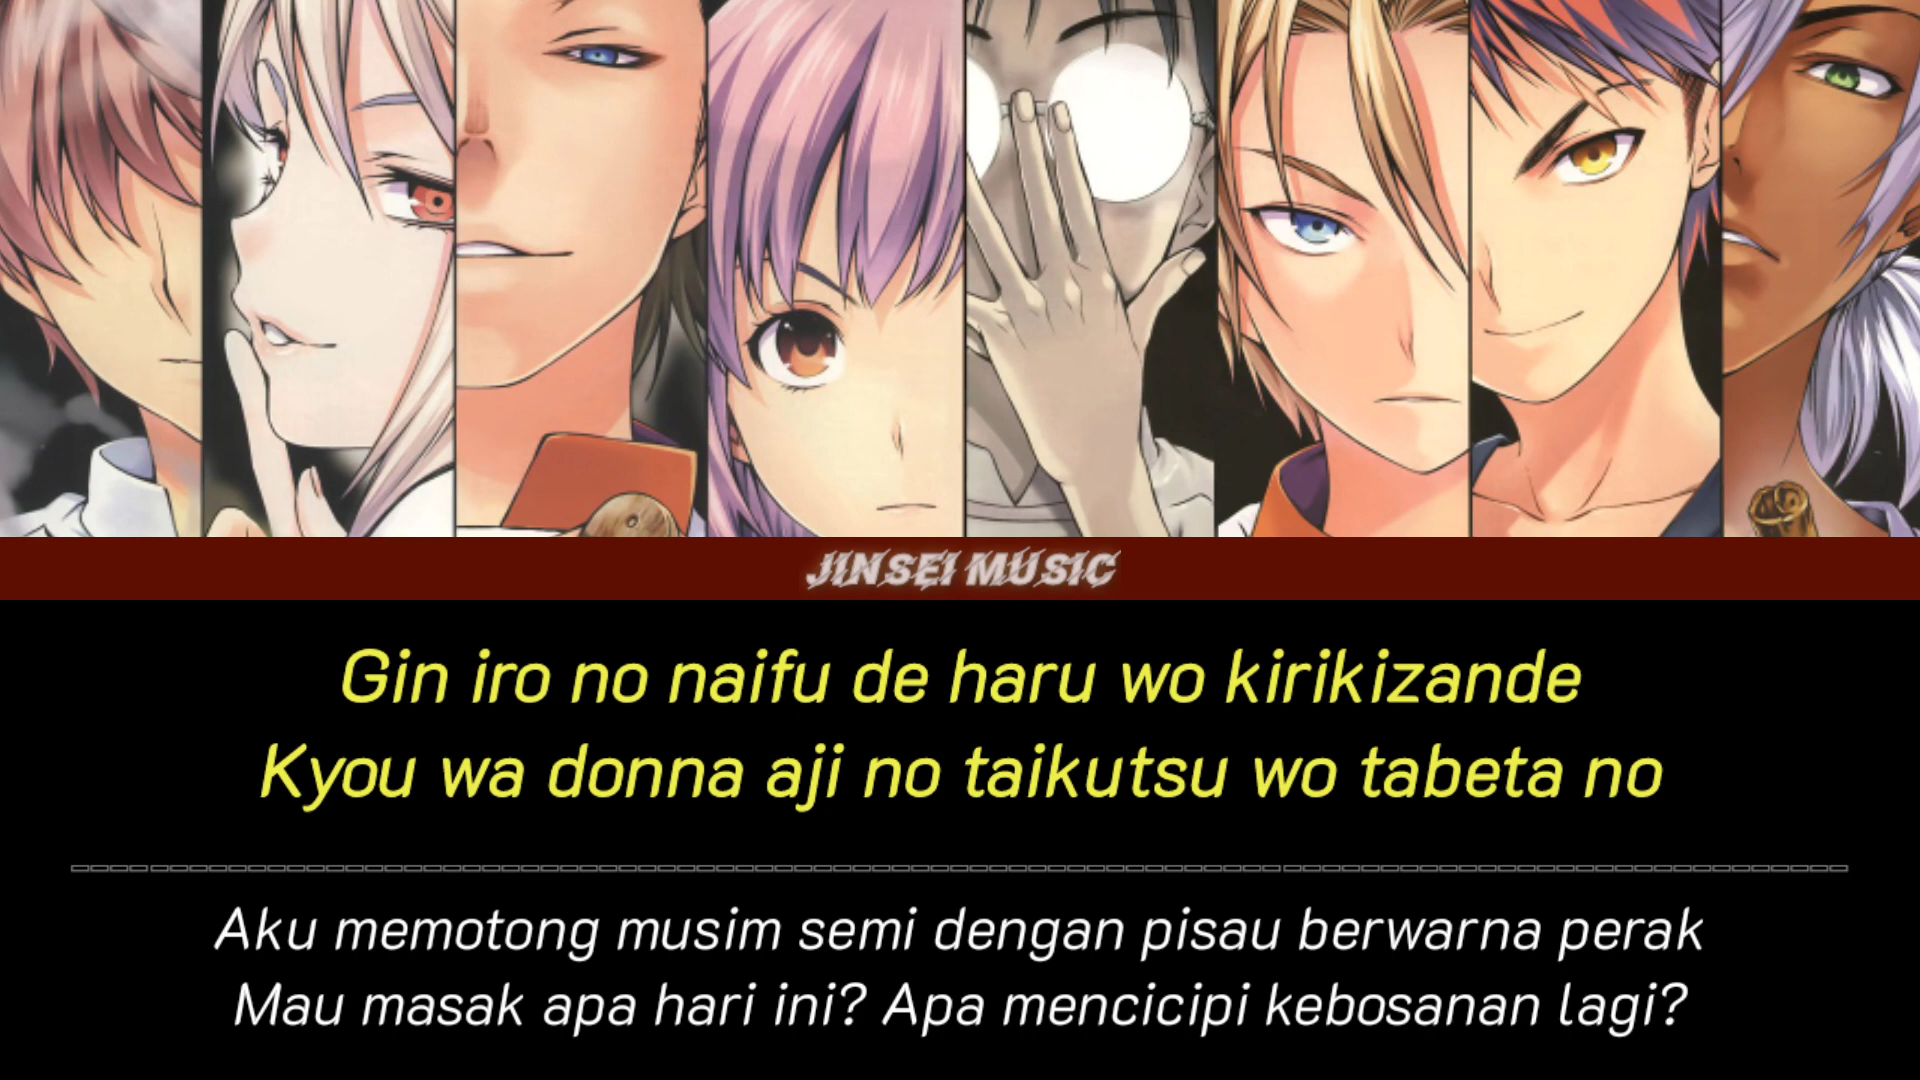 JINSEI MUSIC
Gin iro no naifu de haru wo kirikizande
Kyou wa donna aji no taikutsu wo tabeta no
Aku memotong musim semi dengan pisau berwarna perak
Mau masak apa hari ini? Apa mencicipi kebosanan lagi?